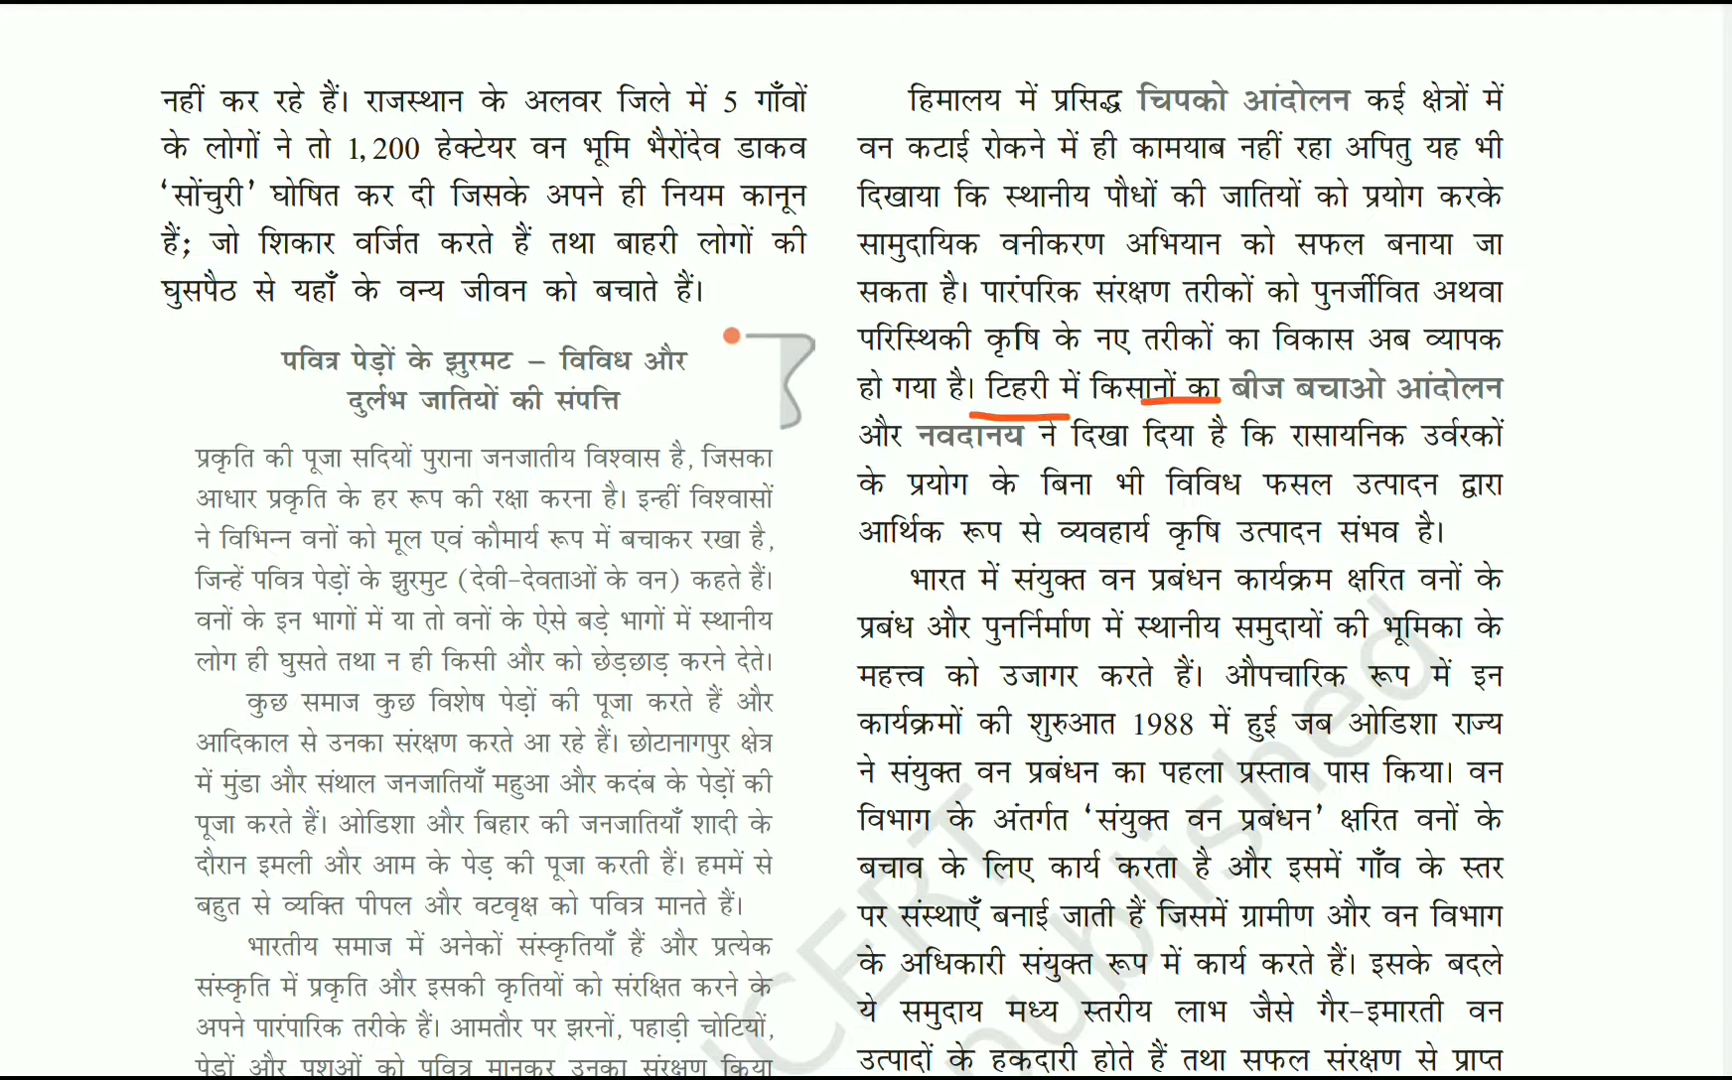 नहीं कर रहे हैं। राजस्थान के अलवर जिले में 5 गाँवों
के लोगों ने तो 1,200 हेक्टेयर वन भूमि भैरोंदेव डाकव
‘सोंचुरी’ घोषित कर दी जिसके अपने ही नियम कानून
हैं; जो शिकार वर्जित करते हैं तथा बाहरी लोगों की
घुसपैठ से यहाँ के वन्य जीवन को बचाते हैं।
पवित्र पेड़ों के झुरमट – विविध और
दुर्लभ जातियों की संपत्ति
प्रकृति की पूजा सदियों पुराना जनजातीय विश्वास है, जिसका
आधार प्रकृति के हर रूप की रक्षा करना है। इन्हीं विश्वासों
ने विभिन्न वनों को मूल एवं कौमार्य रूप में बचाकर रखा है,
जिन्हें पवित्र पेड़ों के झुरमुट (देवी-देवताओं के वन) कहते हैं।
वनों के इन भागों में या तो वनों के ऐसे बड़े भागों में स्थानीय
लोग ही घुसते तथा न ही किसी और को छेड़छाड़ करने देते।
कुछ समाज कुछ विशेष पेड़ों की पूजा करते हैं और
आदिकाल से उनका संरक्षण करते आ रहे हैं। छोटानागपुर क्षेत्र
में मुंडा और संथाल जनजातियाँ महुआ और कदंब के पेड़ों की
पूजा करते हैं। ओडिशा और बिहार की जनजातियाँ शादी के
दौरान इमली और आम के पेड़ की पूजा करती हैं। हममें से
बहुत से व्यक्ति पीपल और वटवृक्ष को पवित्र मानते हैं।
भारतीय समाज में अनेकों संस्कृतियाँ हैं और प्रत्येक
संस्कृति में प्रकृति और इसकी कृतियों को संरक्षित करने के
अपने पारंपारिक तरीके हैं। आमतौर पर झरनों, पहाड़ी चोटियों,
पेड़ों और पशुओं को पवित्र मानकर उनका संरक्षण किया
हिमालय में प्रसिद्ध चिपको आंदोलन कई क्षेत्रों में
वन कटाई रोकने में ही कामयाब नहीं रहा अपितु यह भी
दिखाया कि स्थानीय पौधों की जातियों को प्रयोग करके
सामुदायिक वनीकरण अभियान को सफल बनाया जा
सकता है। पारंपरिक संरक्षण तरीकों को पुनर्जीवित अथवा
परिस्थिकी कृषि के नए तरीकों का विकास अब व्यापक
हो गया है। टिहरी में किसानों का बीज बचाओ आंदोलन
और नवदानय ने दिखा दिया है कि रासायनिक उर्वरकों
के प्रयोग के बिना भी विविध फसल उत्पादन द्वारा
आर्थिक रूप से व्यवहार्य कृषि उत्पादन संभव है।
भारत में संयुक्त वन प्रबंधन कार्यक्रम क्षरित वनों के
प्रबंध और पुनर्निर्माण में स्थानीय समुदायों की भूमिका के
महत्त्व को उजागर करते हैं। औपचारिक रूप में इन
कार्यक्रमों की शुरुआत 1988 में हुई जब ओडिशा राज्य
ने संयुक्त वन प्रबंधन का पहला प्रस्ताव पास किया। वन
विभाग के अंतर्गत ‘संयुक्त वन प्रबंधन’ क्षरित वनों के
बचाव के लिए कार्य करता है और इसमें गाँव के स्तर
पर संस्थाएँ बनाई जाती हैं जिसमें ग्रामीण और वन विभाग
के अधिकारी संयुक्त रूप में कार्य करते हैं। इसके बदले
ये समुदाय मध्य स्तरीय लाभ जैसे गैर-इमारती वन
उत्पादों के हकदारी होते हैं तथा सफल संरक्षण से प्राप्त